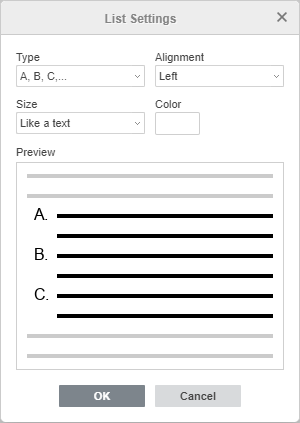 List Settings
Type Alignment
A, B, C,... Left
Size Color
Like a text
Preview
A.
B.
C.
OK Cancel